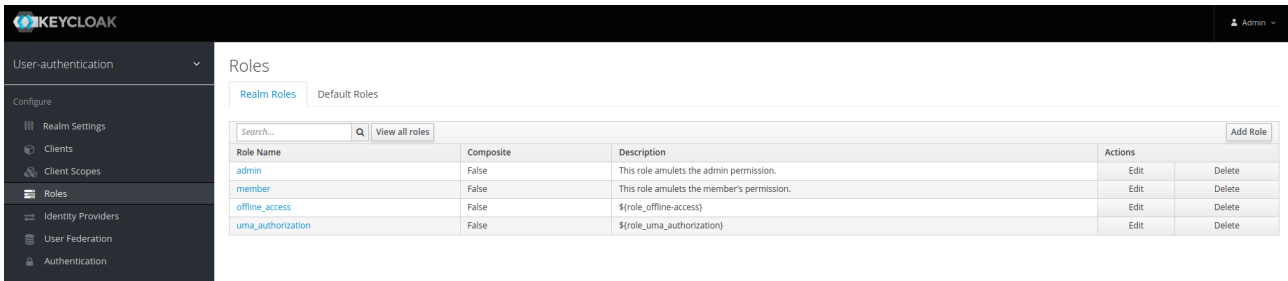 KEYCLOAK
Admin
User-authentication
Configure
Realm Settings
Clients
Client Scopes
Roles
Identity Providers
User Federation
Authentication
Roles
Realm Roles Default Roles
Search... View all roles Add Role
Role Name Composite Description Actions
admin False This role amulets the admin permission. Edit Delete
member False This role amulets the member's permission. Edit Delete
offline_access False ${role_offline-access} Edit Delete
uma_authorization False ${role_uma_authorization} Edit Delete